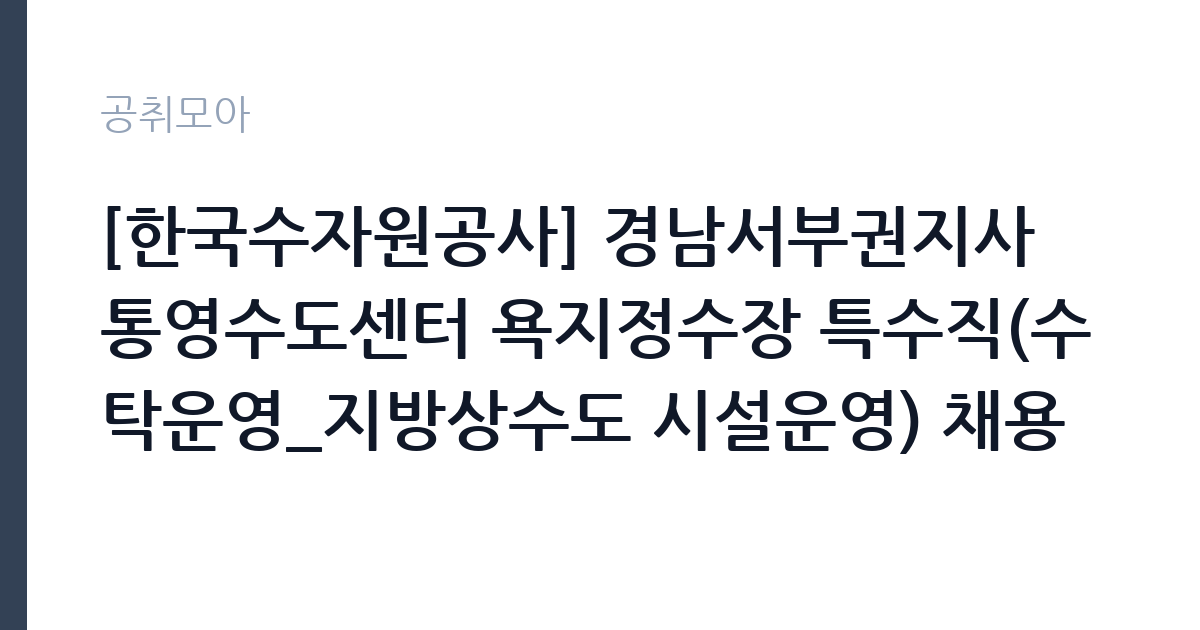 공취모아
[한국수자원공사] 경남서부권지사
통영수도센터 욕지정수장 특수직(수
탁운영_지방상수도 시설운영) 채용